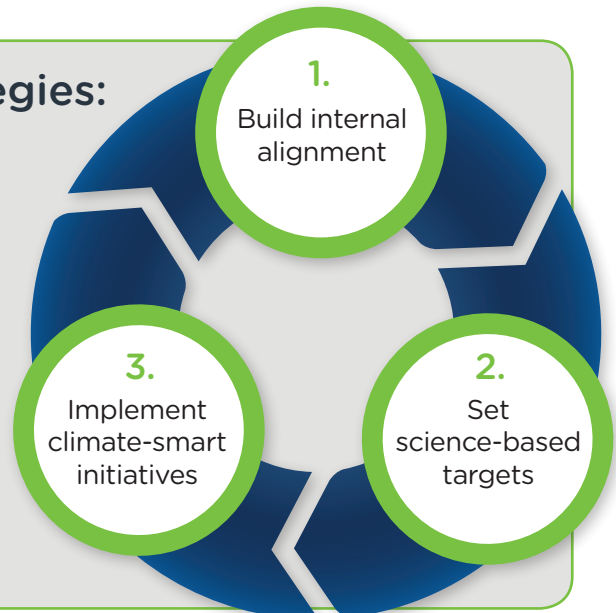 egies:
1.
Build internal
alignment
2.
Set
science-based
targets
3.
Implement
climate-smart
initiatives